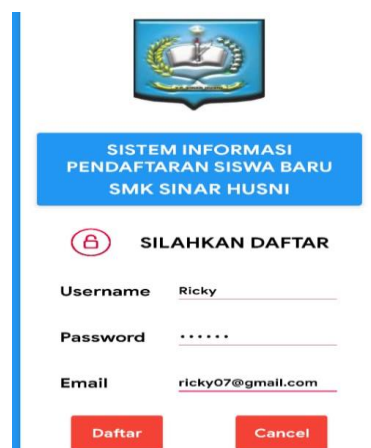 SISTEM INFORMASI
PENDAFTARAN SISWA BARU
SMK SINAR HUSNI
SILAHKAN DAFTAR
Username Ricky
Password ······
Email ricky07@gmail.com
Daftar Cancel